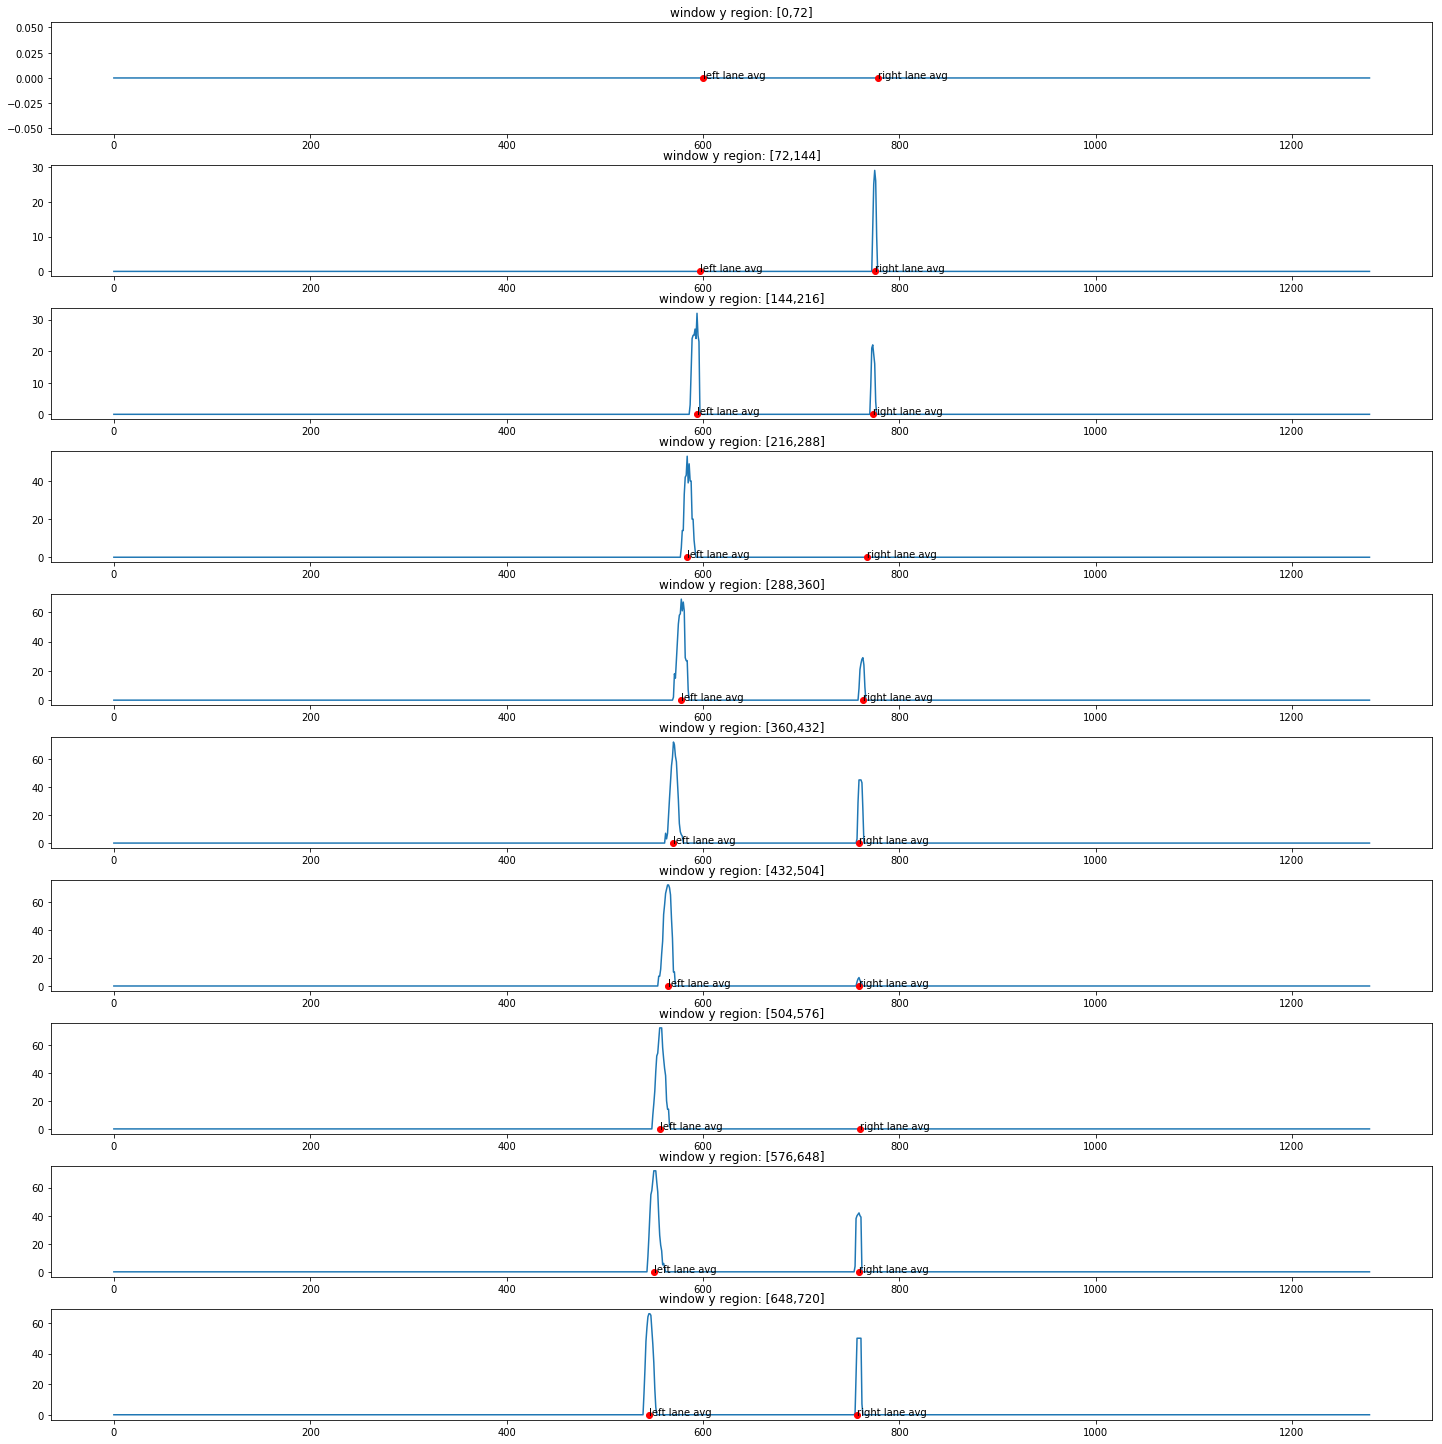 window y region: [0,72]
0.050
0.025
0.000
−0.025
−0.050
left lane avg right lane avg
0 200 400 600 800 1000 1200
window y region: [72,144]
30
20
10
0
left lane avg right lane avg
0 200 400 600 800 1000 1200
window y region: [144,216]
30
20
10
0
left lane avg right lane avg
0 200 400 600 800 1000 1200
window y region: [216,288]
40
20
0
left lane avg right lane avg
0 200 400 600 800 1000 1200
window y region: [288,360]
60
40
20
0
left lane avg right lane avg
0 200 400 600 800 1000 1200
window y region: [360,432]
60
40
20
0
left lane avg right lane avg
0 200 400 600 800 1000 1200
window y region: [432,504]
60
40
20
0
left lane avg right lane avg
0 200 400 600 800 1000 1200
window y region: [504,576]
60
40
20
0
left lane avg right lane avg
0 200 400 600 800 1000 1200
window y region: [576,648]
60
40
20
0
left lane avg right lane avg
0 200 400 600 800 1000 1200
window y region: [648,720]
60
40
20
0
left lane avg right lane avg
0 200 400 600 800 1000 1200